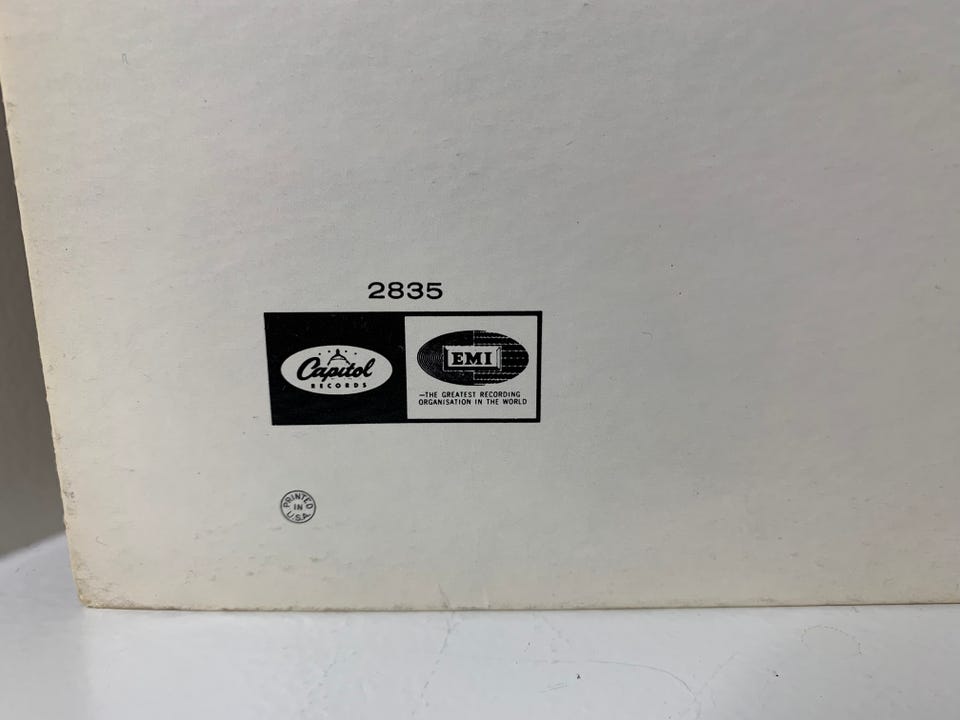 2835
Capitol
RECORDS
EMI
—THE GREATEST RECORDING
ORGANISATION IN THE WORLD
PRINTED
IN
U.S.A.